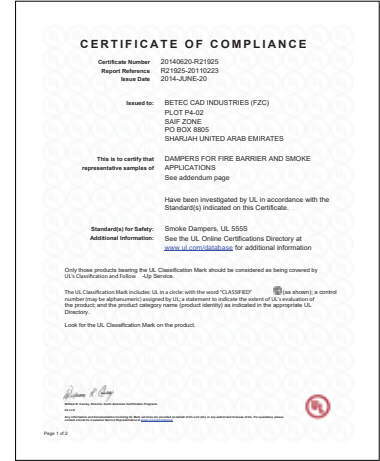 CERTIFICATE OF COMPLIANCE
Certificate Number 20140620-R21925
Report Reference R21925-20110223
Issue Date 2014-JUNE-20
Issued to: BETEC CAD INDUSTRIES (FZC)
PLOT P4-02
SAIF ZONE
PO BOX 8805
SHARJAH UNITED ARAB EMIRATES
This is to certify that DAMPERS FOR FIRE BARRIER AND SMOKE
representative samples of APPLICATIONS
See addendum page
Have been investigated by UL in accordance with the
Standard(s) indicated on this Certificate.
Standard(s) for Safety: Smoke Dampers, UL 555S
Additional Information: See the UL Online Certifications Directory at
www.ul.com/database for additional information
Only those products bearing the UL Classification Mark should be considered as being covered by
UL's Classification and Follow -Up Service.
The UL Classification Mark includes: UL in a circle: with the word "CLASSIFIED" (as shown); a control
number (may be alphanumeric) assigned by UL; a statement to indicate the extent of UL's evaluation of
the product; and the product category name (product identity) as indicated in the appropriate UL
Directory.
Look for the UL Classification Mark on the product.
William R. Carney, Director, North American Certification Programs
UL
Page 1 of 2